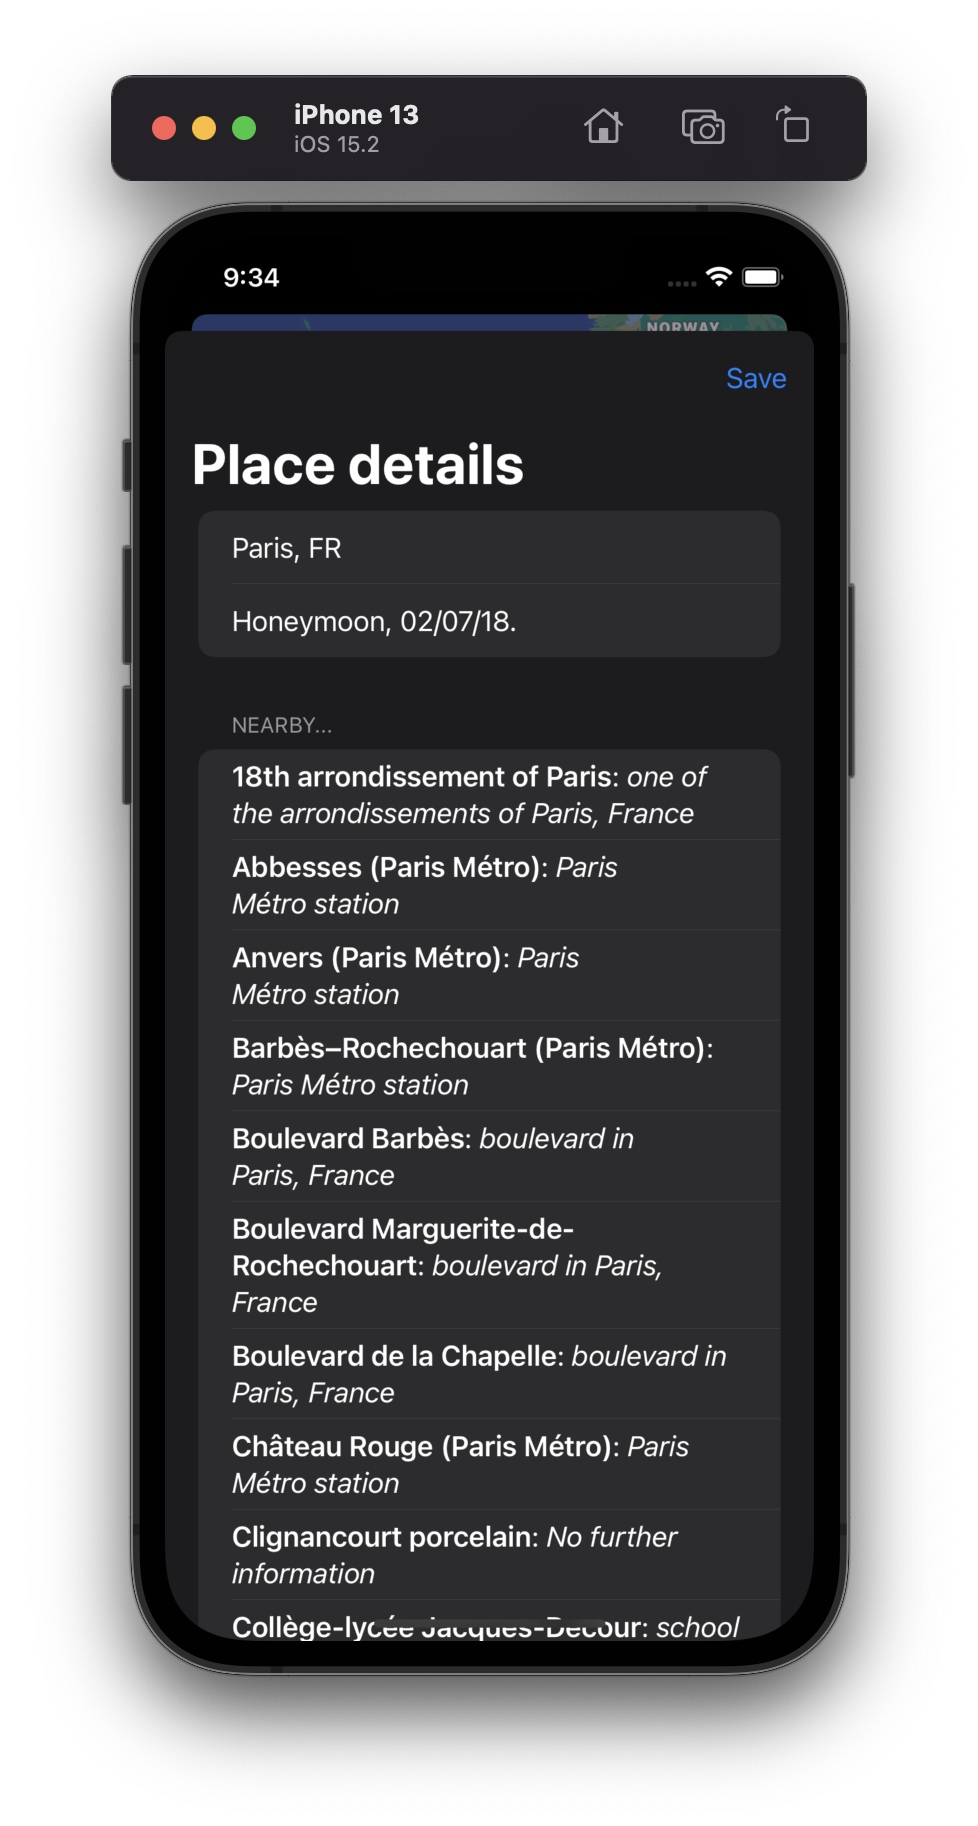 iPhone 13
iOS 15.2
9:34
NORWAY
Save
Place details
Paris, FR
Honeymoon, 02/07/18.
NEARBY...
18th arrondissement of Paris: one of
the arrondissements of Paris, France
Abbesses (Paris Métro): Paris
Métro station
Anvers (Paris Métro): Paris
Métro station
Barbès–Rochechouart (Paris Métro):
Paris Métro station
Boulevard Barbès: boulevard in
Paris, France
Boulevard Marguerite-de-
Rochechouart: boulevard in Paris,
France
Boulevard de la Chapelle: boulevard in
Paris, France
Château Rouge (Paris Métro): Paris
Métro station
Clignancourt porcelain: No further
information
Collège-lycée Jacques-Decour: school